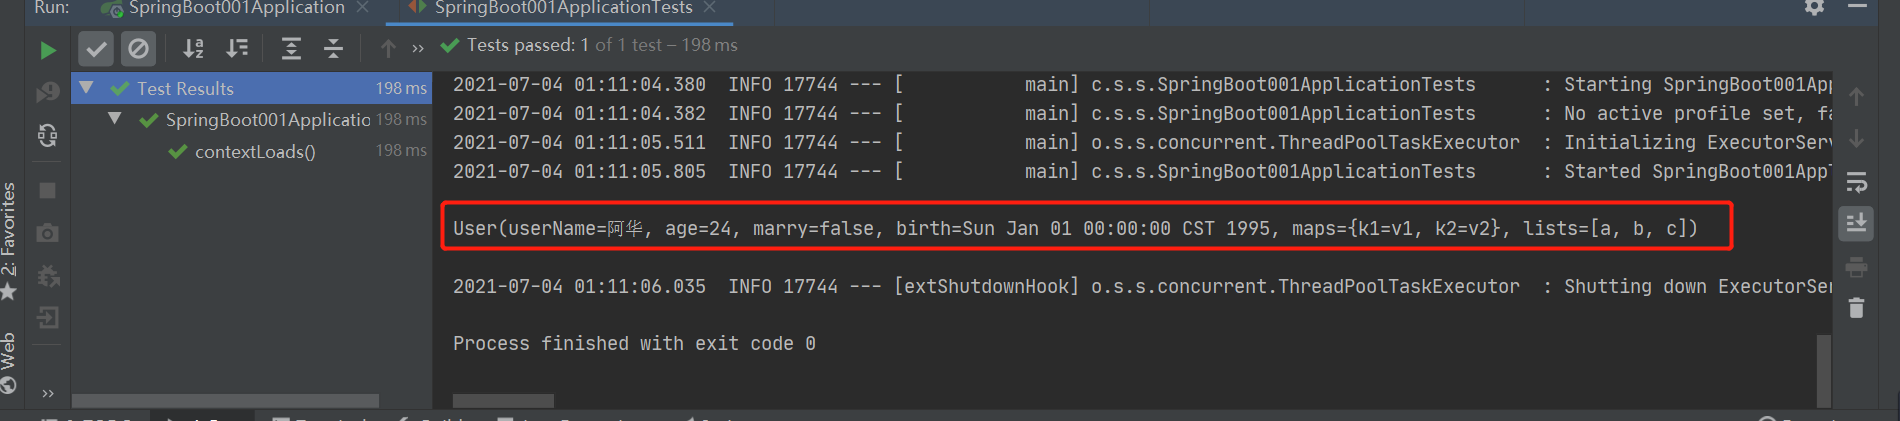 Run: SpringBoot001Application × SpringBoot001ApplicationTests ×
Tests passed: 1 of 1 test – 198 ms
Test Results 198 ms
SpringBoot001Applicatio 198 ms
contextLoads() 198 ms
2021-07-04 01:11:04.380 INFO 17744 --- [ main] c.s.s.SpringBoot001ApplicationTests : Starting SpringBoot001App
2021-07-04 01:11:04.382 INFO 17744 --- [ main] c.s.s.SpringBoot001ApplicationTests : No active profile set, fa
2021-07-04 01:11:05.511 INFO 17744 --- [ main] o.s.s.concurrent.ThreadPoolTaskExecutor : Initializing ExecutorServ
2021-07-04 01:11:05.805 INFO 17744 --- [ main] c.s.s.SpringBoot001ApplicationTests : Started SpringBoot001Appl
User(userName=阿华, age=24, marry=false, birth=Sun Jan 01 00:00:00 CST 1995, maps={k1=v1, k2=v2}, lists=[a, b, c])
2021-07-04 01:11:06.035 INFO 17744 --- [extShutdownHook] o.s.s.concurrent.ThreadPoolTaskExecutor : Shutting down ExecutorSer
Process finished with exit code 0
2: Favorites
Web